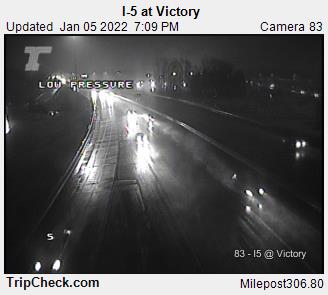 I-5 at Victory
Updated Jan 05 2022 7:09 PM Camera 83
T
LOW PRESSURE
S
83 - I5 @ Victory
TripCheck.com Milepost306.80